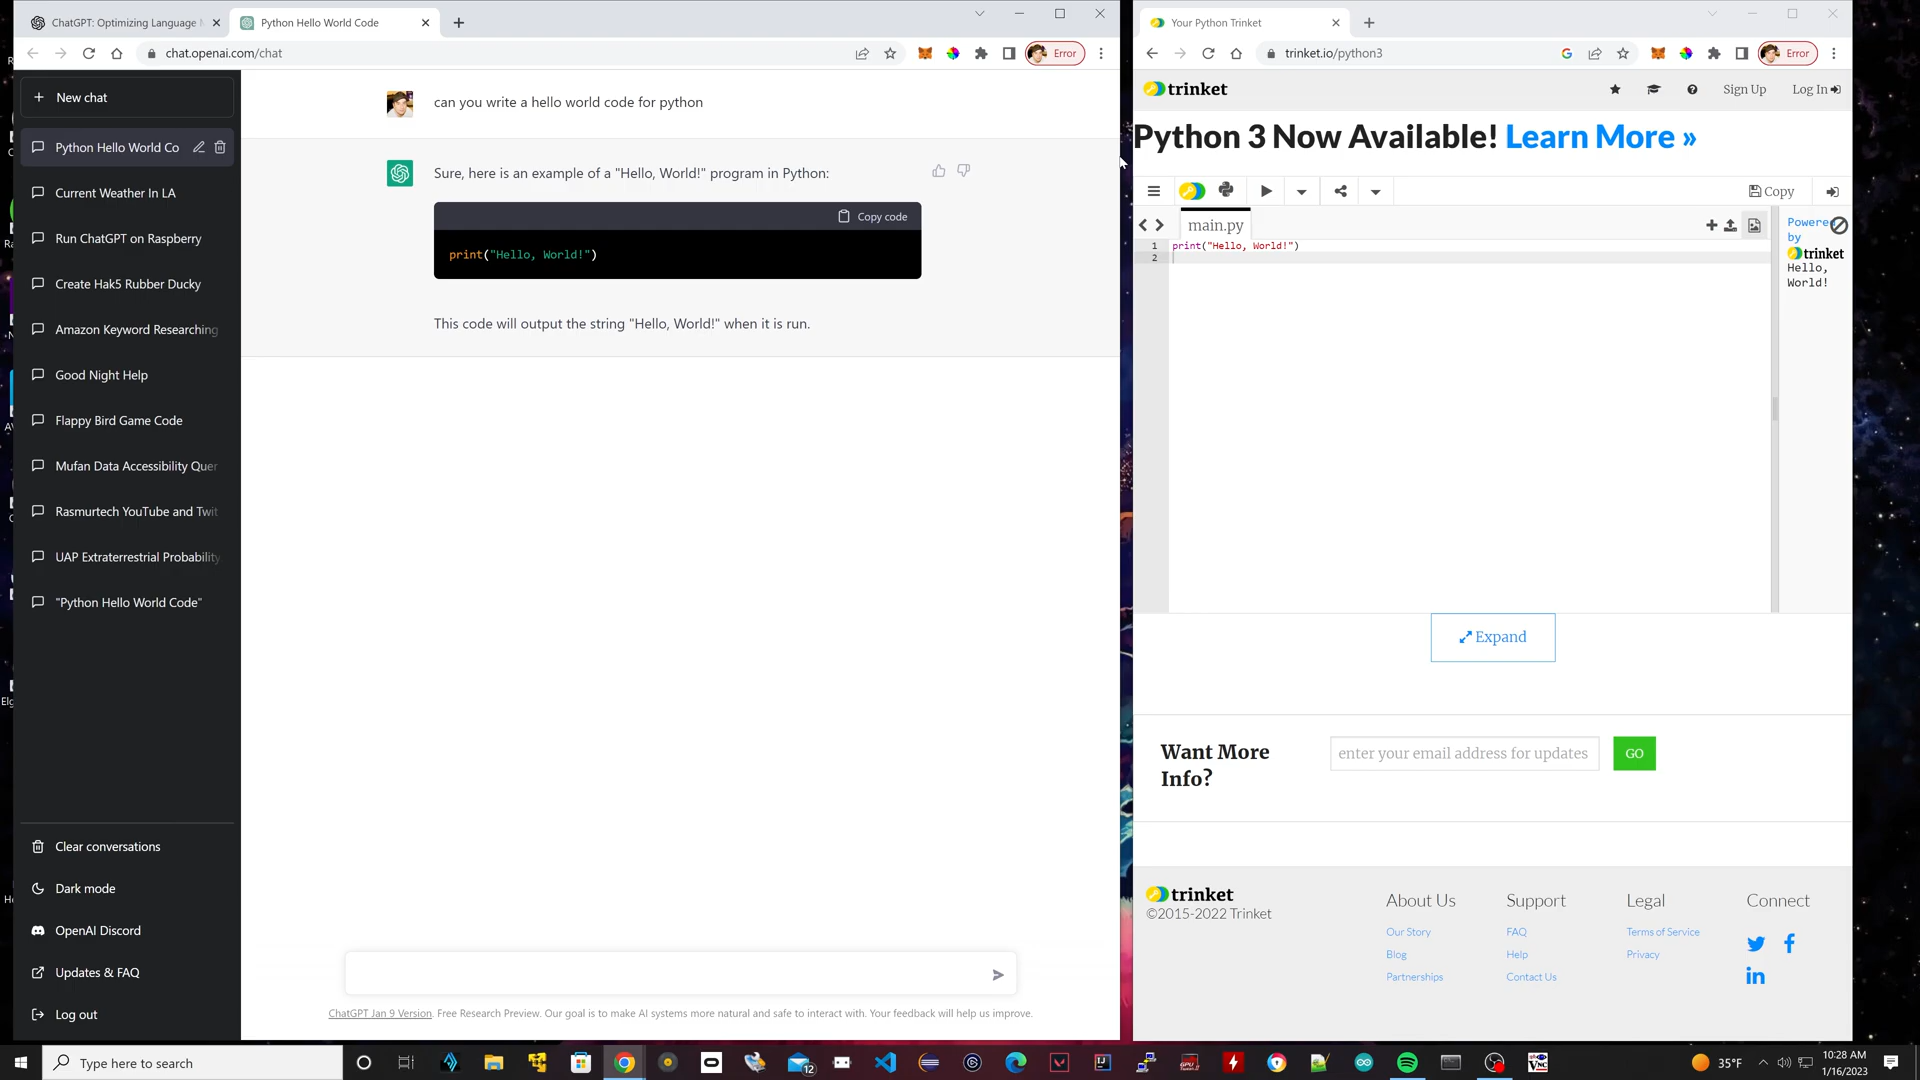 ChatGPT: Optimizing Language
Python Hello World Code
chat.openai.com/chat
Error
New chat
Python Hello World Co
Current Weather In LA
Run ChatGPT on Raspberry
Create Hak5 Rubber Ducky
Amazon Keyword Researching
Good Night Help
Flappy Bird Game Code
Mufan Data Accessibility Quer
Rasmurtech YouTube and Twit
UAP Extraterrestrial Probability
"Python Hello World Code"
Clear conversations
Dark mode
OpenAI Discord
Updates & FAQ
Log out
can you write a hello world code for python
Sure, here is an example of a "Hello, World!" program in Python:
Copy code
print("Hello, World!")
This code will output the string "Hello, World!" when it is run.
ChatGPT Jan 9 Version. Free Research Preview. Our goal is to make AI systems more natural and safe to interact with. Your feedback will help us improve.
Your Python Trinket
trinket.io/python3
Error
trinket
Sign Up
Log In
Python 3 Now Available! Learn More »
Copy
main.py
1 print("Hello, World!")
2
Powere
by
trinket
Hello,
World!
Expand
Want More
Info?
enter your email address for updates
GO
trinket
©2015-2022 Trinket
About Us
Our Story
Blog
Partnerships
Support
FAQ
Help
Contact Us
Legal
Terms of Service
Privacy
Connect
Type here to search
12
35°F
10:28 AM
1/16/2023